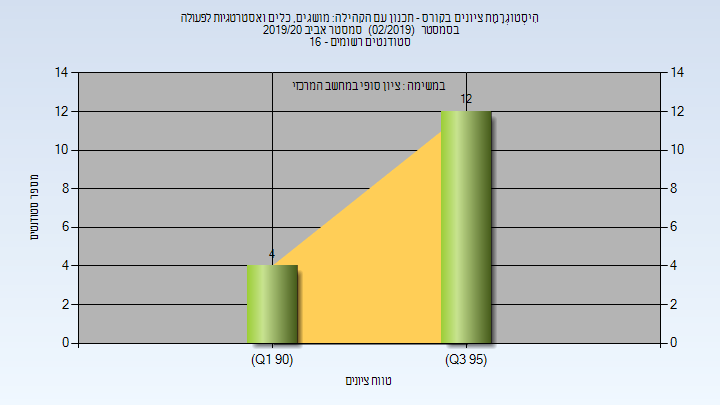 הִיסְטוֹגְרָמַת ציונים בקורס - תכנון עם הקהילה: מושגים, כלים ואסטרטגיות לפעולה
בסמסטר (02/2019) סמסטר אביב 2019/20
סטודנטים רשומים - 16
במשימה : ציון סופי במחשב המרכזי
14 14
12 12
12
10 10
8 8
6 6
4 4
4
2 2
0 0
מספר סטודנטים
(Q1 90) (Q3 95)
טווח ציונים